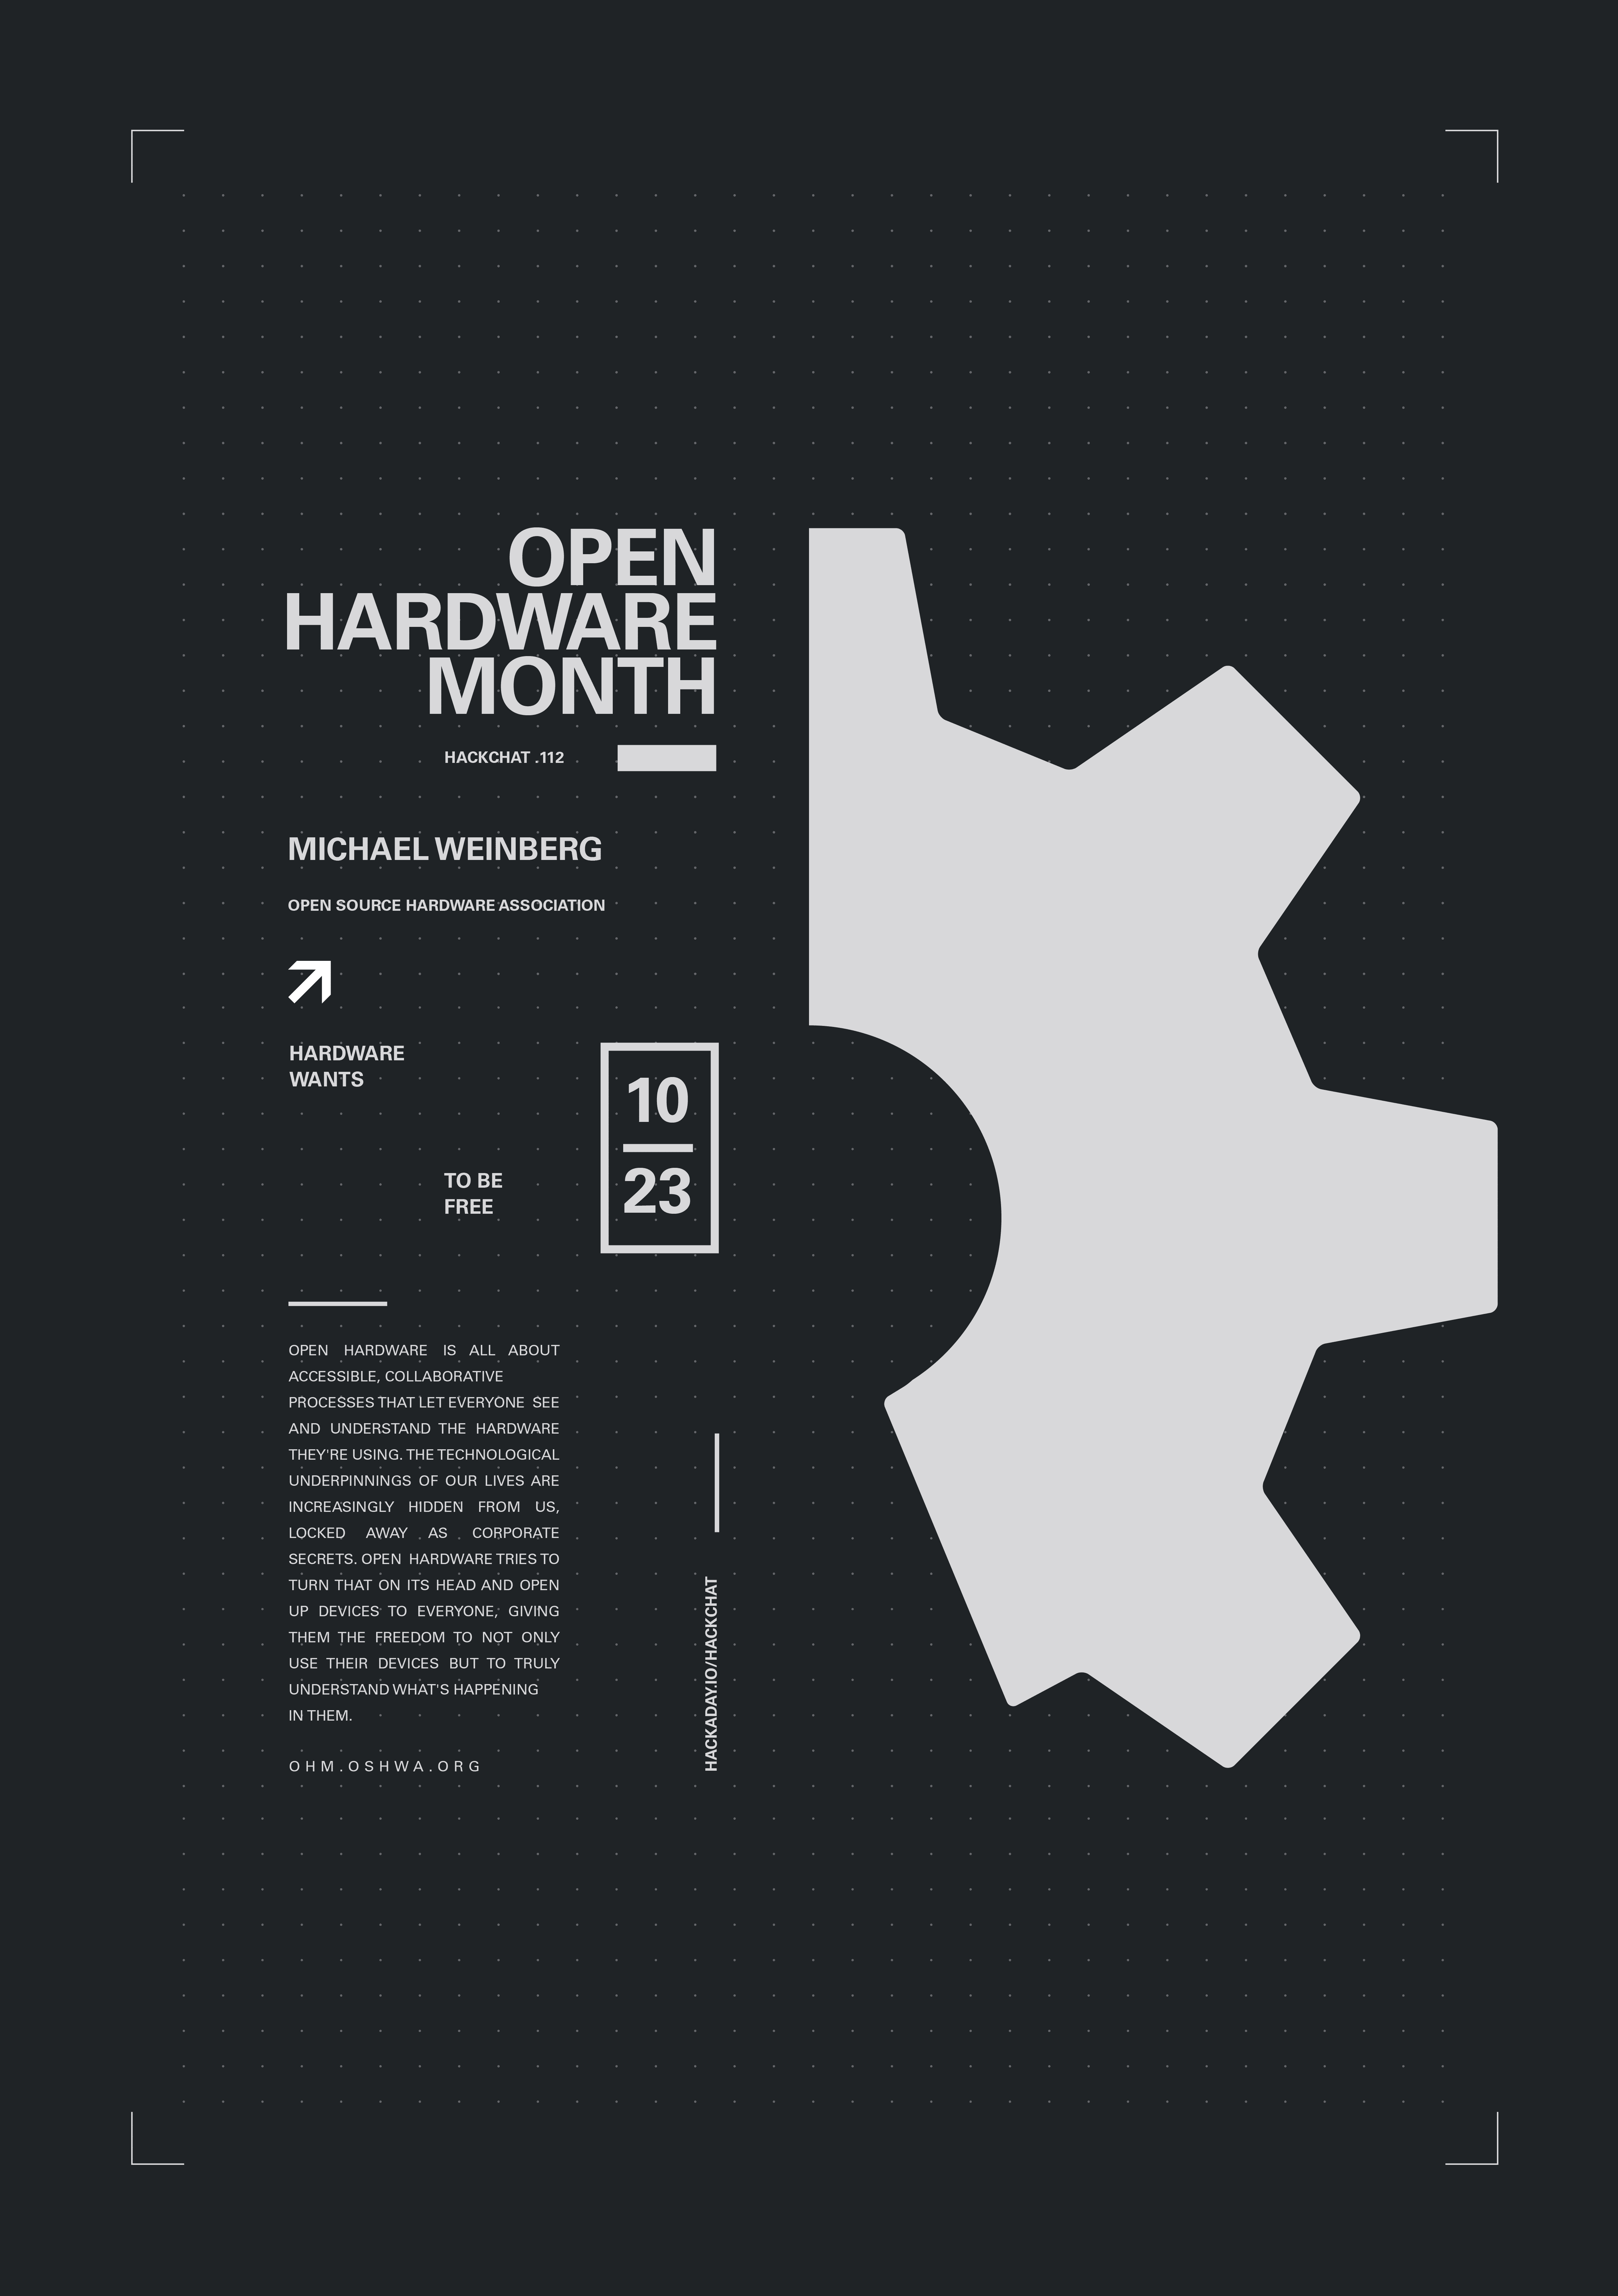 OPEN
HARDWARE
MONTH
HACKCHAT .112
MICHAEL WEINBERG
OPEN SOURCE HARDWARE ASSOCIATION
HARDWARE
WANTS
TO BE
FREE
10
23
OPEN HARDWARE IS ALL ABOUT
ACCESSIBLE, COLLABORATIVE
PROCESSES THAT LET EVERYONE SEE
AND UNDERSTAND THE HARDWARE
THEY'RE USING. THE TECHNOLOGICAL
UNDERPINNINGS OF OUR LIVES ARE
INCREASINGLY HIDDEN FROM US,
LOCKED AWAY AS CORPORATE
SECRETS. OPEN HARDWARE TRIES TO
TURN THAT ON ITS HEAD AND OPEN
UP DEVICES TO EVERYONE, GIVING
THEM THE FREEDOM TO NOT ONLY
USE THEIR DEVICES BUT TO TRULY
UNDERSTAND WHAT'S HAPPENING
IN THEM.
OHM.OSHWA.ORG
HACKADAY.IO/HACKCHAT